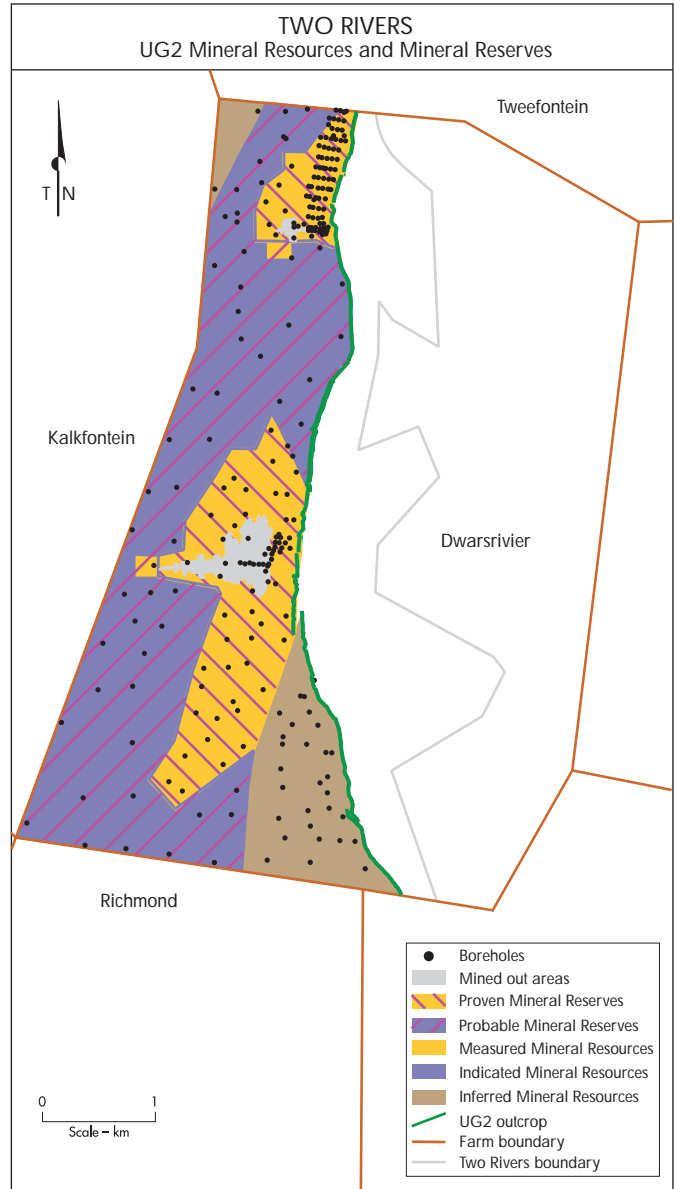 TWO RIVERS
UG2 Mineral Resources and Mineral Reserves
Tweefontein
T N
Kalkfontein
Dwarsrivier
Richmond
Boreholes
Mined out areas
Proven Mineral Reserves
Probable Mineral Reserves
Measured Mineral Resources
Indicated Mineral Resources
Inferred Mineral Resources
UG2 outcrop
Farm boundary
Two Rivers boundary
0 1
Scale – km